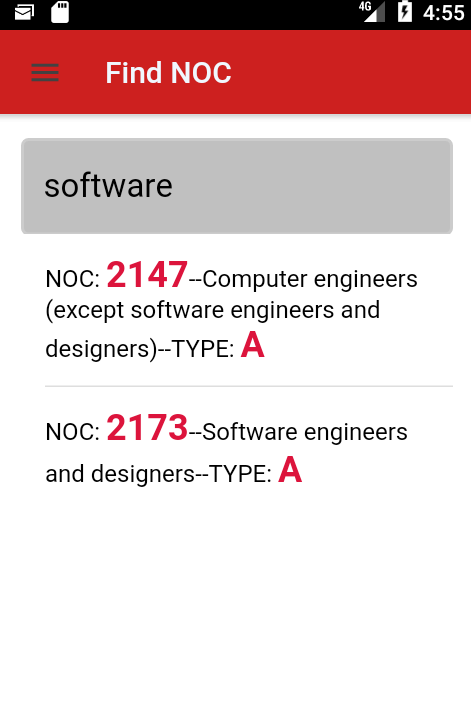 4G 4:55
Find NOC
software
NOC: 2147--Computer engineers
(except software engineers and
designers)--TYPE: A
NOC: 2173--Software engineers
and designers--TYPE: A